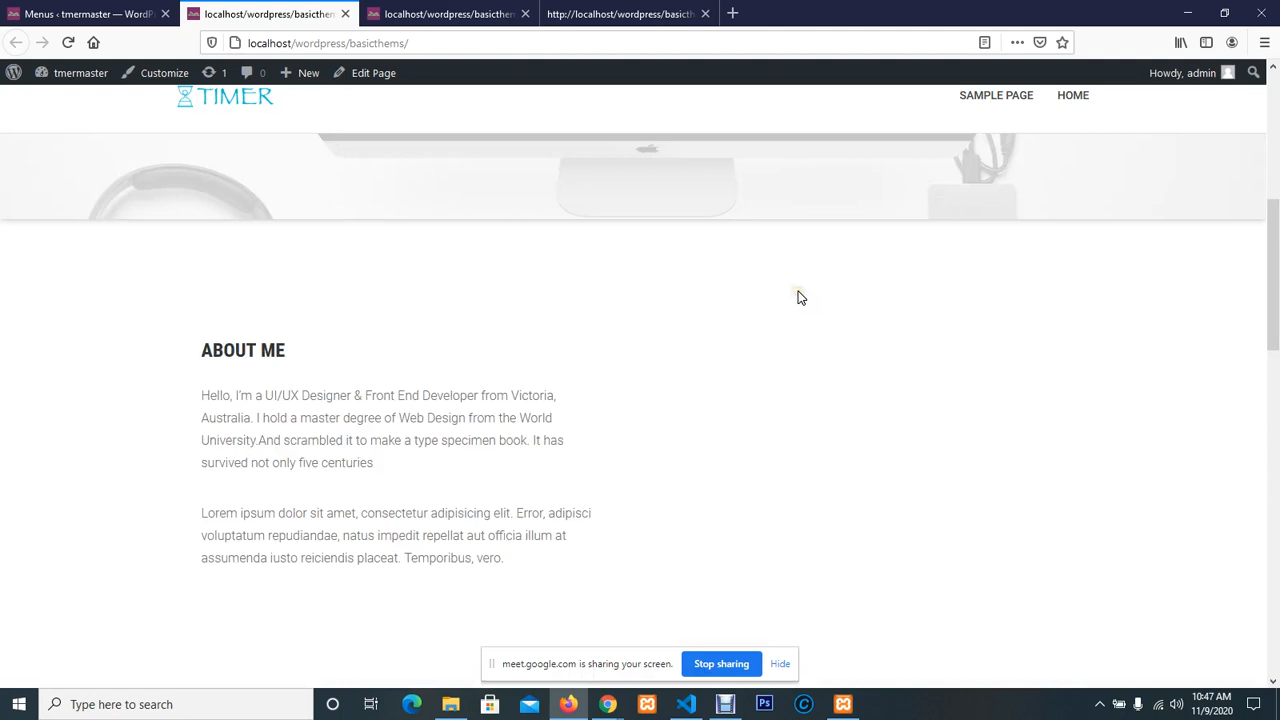 Menus ‹ tmermaster — WordP
localhost/wordpress/basicthem
localhost/wordpress/basicthem
http://localhost/wordpress/basicth
localhost/wordpress/basicthems/
tmermaster
Customize
1
0
New
Edit Page
Howdy, admin
TIMER
SAMPLE PAGE
HOME
ABOUT ME
Hello, I'm a UI/UX Designer & Front End Developer from Victoria,
Australia. I hold a master degree of Web Design from the World
University.And scrambled it to make a type specimen book. It has
survived not only five centuries
Lorem ipsum dolor sit amet, consectetur adipisicing elit. Error, adipisci
voluptatum repudiandae, natus impedit repellat aut officia illum at
assumenda iusto reiciendis placeat. Temporibus, vero.
meet.google.com is sharing your screen.
Stop sharing
Hide
Type here to search
Ps
10:47 AM
11/9/2020